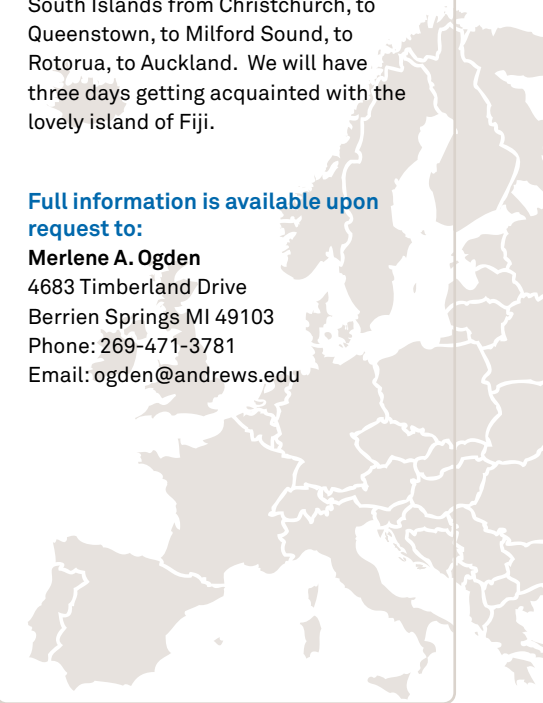 South Islands from Christchurch, to
Queenstown, to Milford Sound, to
Rotorua, to Auckland. We will have
three days getting acquainted with the
lovely island of Fiji.
Full information is available upon
request to:
Merlene A. Ogden
4683 Timberland Drive
Berrien Springs MI 49103
Phone: 269-471-3781
Email: ogden@andrews.edu